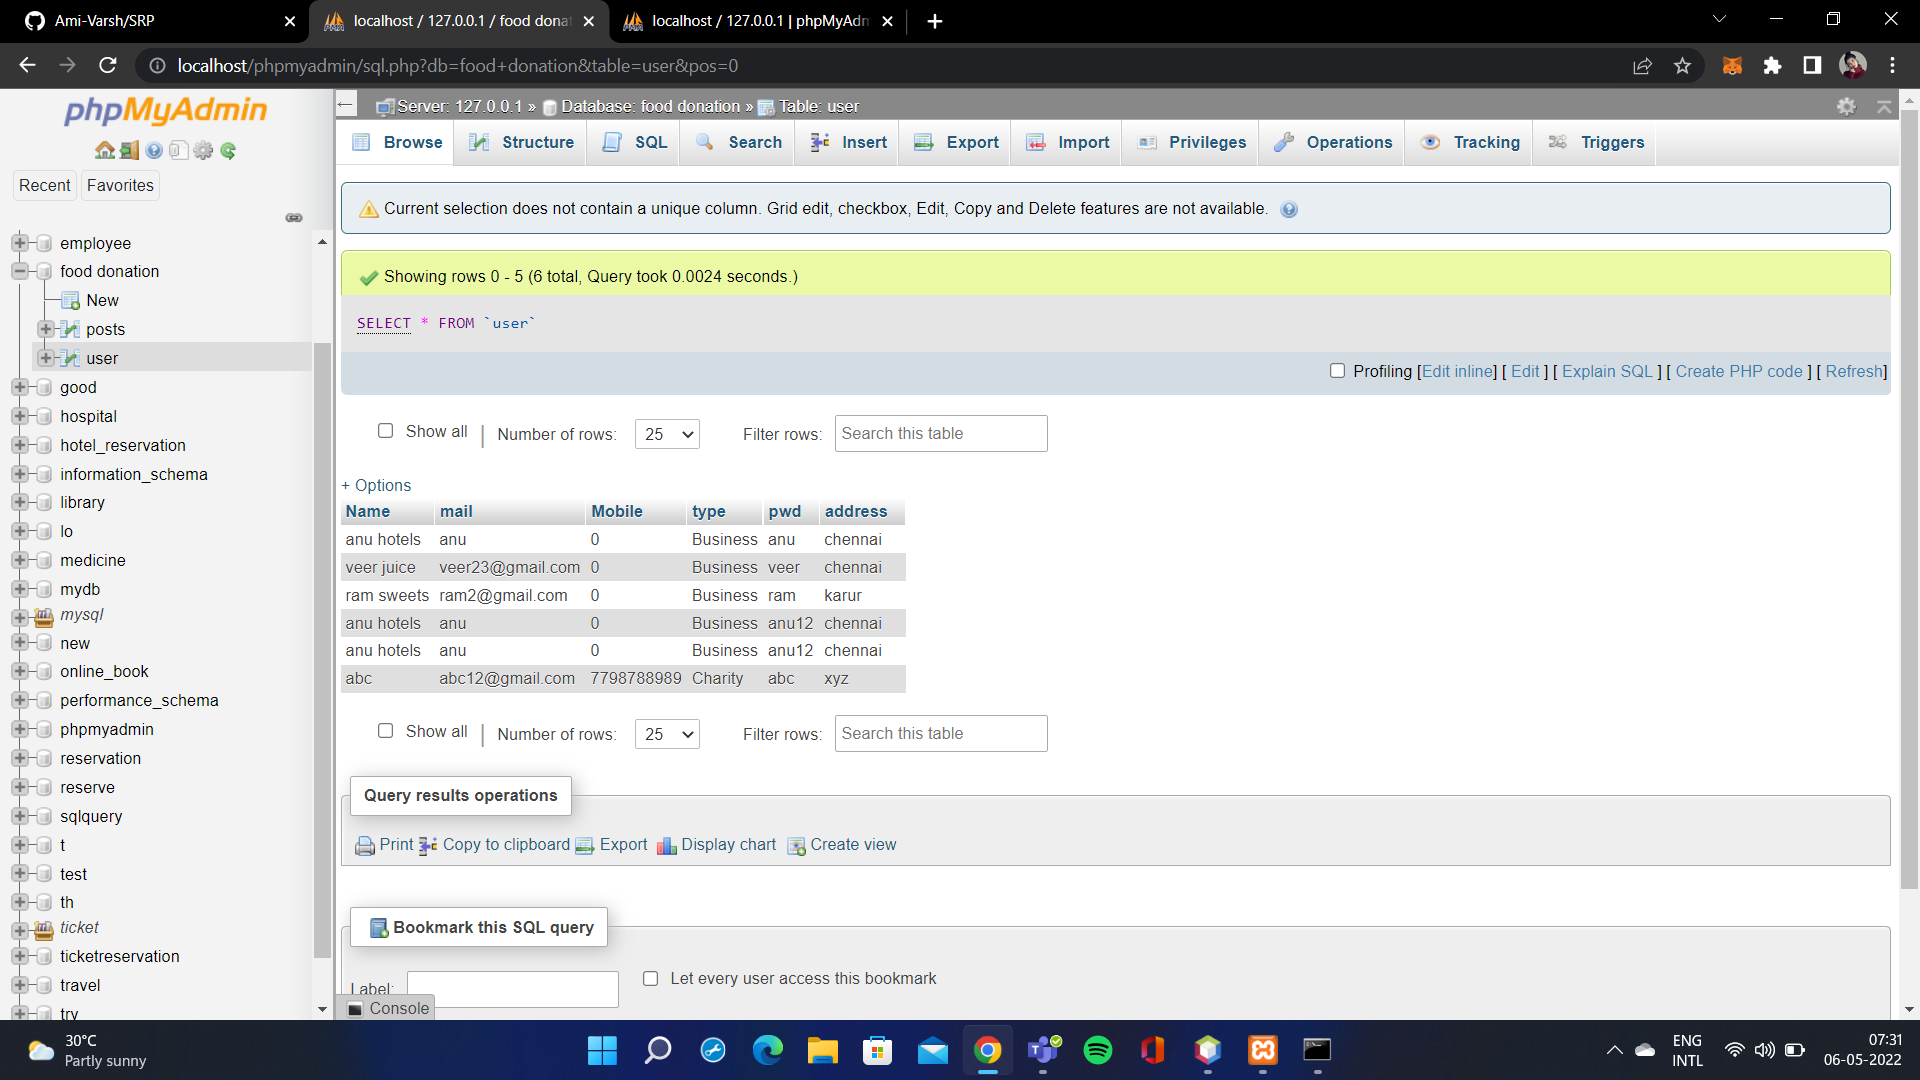 Ami-Varsh/SRP
localhost / 127.0.0.1 / food donat
localhost / 127.0.0.1 | phpMyAdm
localhost/phpmyadmin/sql.php?db=food+donation&table=user&pos=0
phpMyAdmin
Recent Favorites
employee
food donation
New
posts
user
good
hospital
hotel_reservation
information_schema
library
lo
medicine
mydb
mysql
new
online_book
performance_schema
phpmyadmin
reservation
reserve
sqlquery
t
test
th
ticket
ticketreservation
travel
try
Server: 127.0.0.1 » Database: food donation » Table: user
Browse Structure SQL Search Insert Export Import Privileges Operations Tracking Triggers
Current selection does not contain a unique column. Grid edit, checkbox, Edit, Copy and Delete features are not available.
Showing rows 0 - 5 (6 total, Query took 0.0024 seconds.)
SELECT * FROM `user`
Profiling [Edit inline] [ Edit ] [ Explain SQL ] [ Create PHP code ] [ Refresh]
Show all | Number of rows: 25 Filter rows: Search this table
+ Options
Name mail Mobile type pwd address
anu hotels anu 0 Business anu chennai
veer juice veer23@gmail.com 0 Business veer chennai
ram sweets ram2@gmail.com 0 Business ram karur
anu hotels anu 0 Business anu12 chennai
anu hotels anu 0 Business anu12 chennai
abc abc12@gmail.com 7798788989 Charity abc xyz
Show all | Number of rows: 25 Filter rows: Search this table
Query results operations
Print Copy to clipboard Export Display chart Create view
Bookmark this SQL query
Label: Let every user access this bookmark
Console
30°C
Partly sunny
ENG
INTL
07:31
06-05-2022